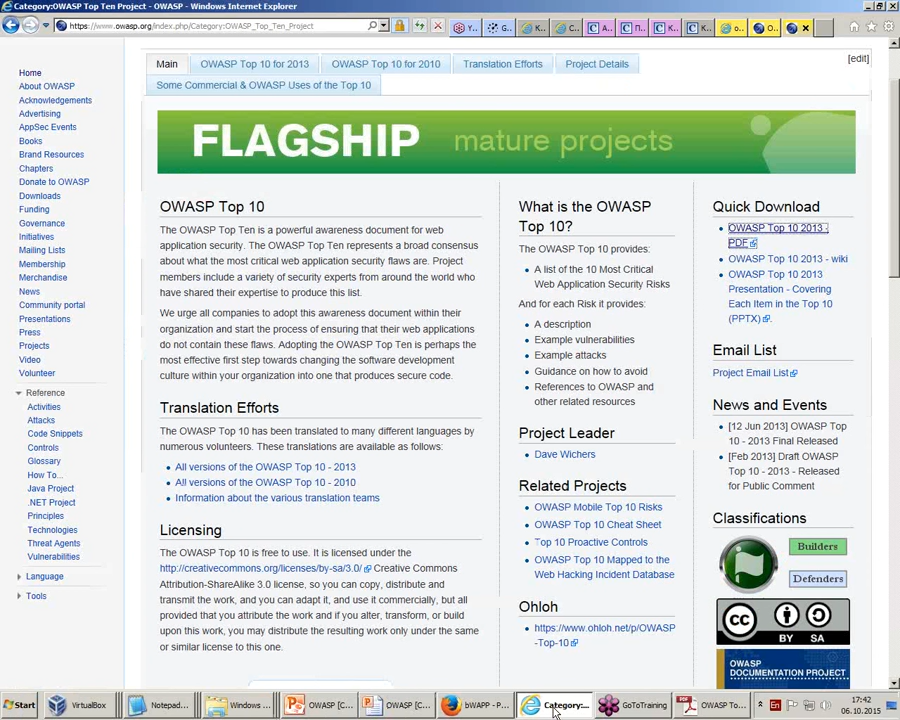 Category:OWASP Top Ten Project - Windows Internet Explorer
https://www.owasp.org/index.php/Category:OWASP_Top_Ten_Project
Main
OWASP Top 10 for 2013
OWASP Top 10 for 2010
Translation Efforts
Project Details
[edit]
Some Commercial & OWASP Uses of the Top 10
FLAGSHIP mature projects
Home
About OWASP
Acknowledgements
Advertising
AppSec Events
Books
Brand Resources
Chapters
Donate to OWASP
Downloads
Funding
Governance
Initiatives
Mailing Lists
Membership
Merchandise
News
Community portal
Presentations
Press
Projects
Video
Volunteer
Reference
Activities
Attacks
Code Snippets
Controls
Glossary
How To...
Java Project
.NET Project
Principles
Technologies
Threat Agents
Vulnerabilities
Language
Tools
OWASP Top 10
The OWASP Top Ten is a powerful awareness document for web
application security. The OWASP Top Ten represents a broad consensus
about what the most critical web application security flaws are. Project
members include a variety of security experts from around the world who
have shared their expertise to produce this list.
We urge all companies to adopt this awareness document within their
organization and start the process of ensuring that their web applications
do not contain these flaws. Adopting the OWASP Top Ten is perhaps the
most effective first step towards changing the software development
culture within your organization into one that produces secure code.
Translation Efforts
The OWASP Top 10 has been translated to many different languages by
numerous volunteers. These translations are available as follows:
All versions of the OWASP Top 10 - 2013
All versions of the OWASP Top 10 - 2010
Information about the various translation teams
Licensing
The OWASP Top 10 is free to use. It is licensed under the
http://creativecommons.org/licenses/by-sa/3.0/ Creative Commons
Attribution-ShareAlike 3.0 license, so you can copy, distribute and
transmit the work, and you can adapt it, and use it commercially, but all
provided that you attribute the work and if you alter, transform, or build
upon this work, you may distribute the resulting work only under the same
or similar license to this one.
What is the OWASP
Top 10?
The OWASP Top 10 provides:
A list of the 10 Most Critical
Web Application Security Risks
And for each Risk it provides:
A description
Example vulnerabilities
Example attacks
Guidance on how to avoid
References to OWASP and
other related resources
Project Leader
Dave Wichers
Related Projects
OWASP Mobile Top 10 Risks
OWASP Top 10 Cheat Sheet
Top 10 Proactive Controls
OWASP Top 10 Mapped to the
Web Hacking Incident Database
Ohloh
https://www.ohloh.net/p/OWASP
-Top-10
Quick Download
OWASP Top 10 2013 -
PDF
OWASP Top 10 2013 - wiki
OWASP Top 10 2013
Presentation - Covering
Each Item in the Top 10
(PPTX).
Email List
Project Email List
News and Events
[12 Jun 2013] OWASP Top
10 - 2013 Final Released
[Feb 2013] Draft OWASP
Top 10 - 2013 - Released
for Public Comment
Classifications
Builders
Defenders
CC
BY SA
OWASP
DOCUMENTATION PROJECT
Start
VirtualBox
Notepad...
Windows ...
OWASP [C...
OWASP [C...
bWAPP - P...
Category:...
GoToTraining
OWASP To...
En
17:42
06.10.2015